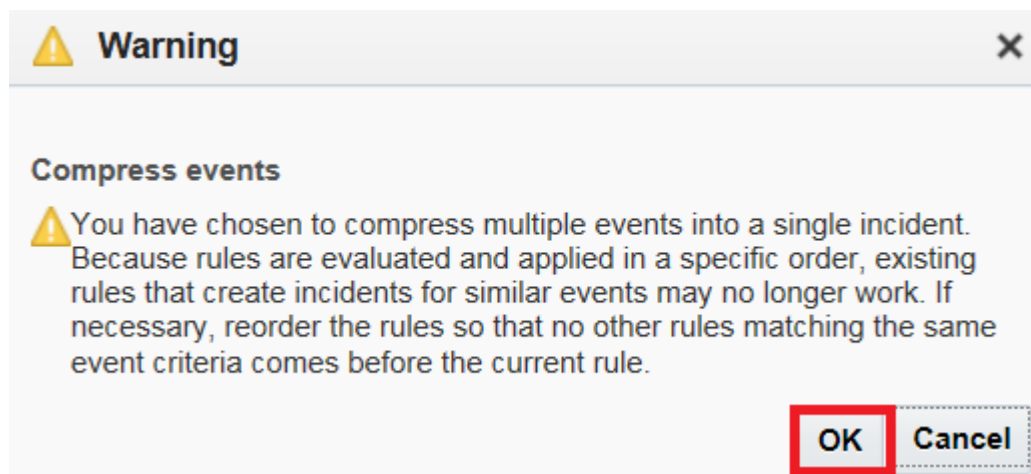 Warning
Compress events
You have chosen to compress multiple events into a single incident.
Because rules are evaluated and applied in a specific order, existing
rules that create incidents for similar events may no longer work. If
necessary, reorder the rules so that no other rules matching the same
event criteria comes before the current rule.
OK Cancel